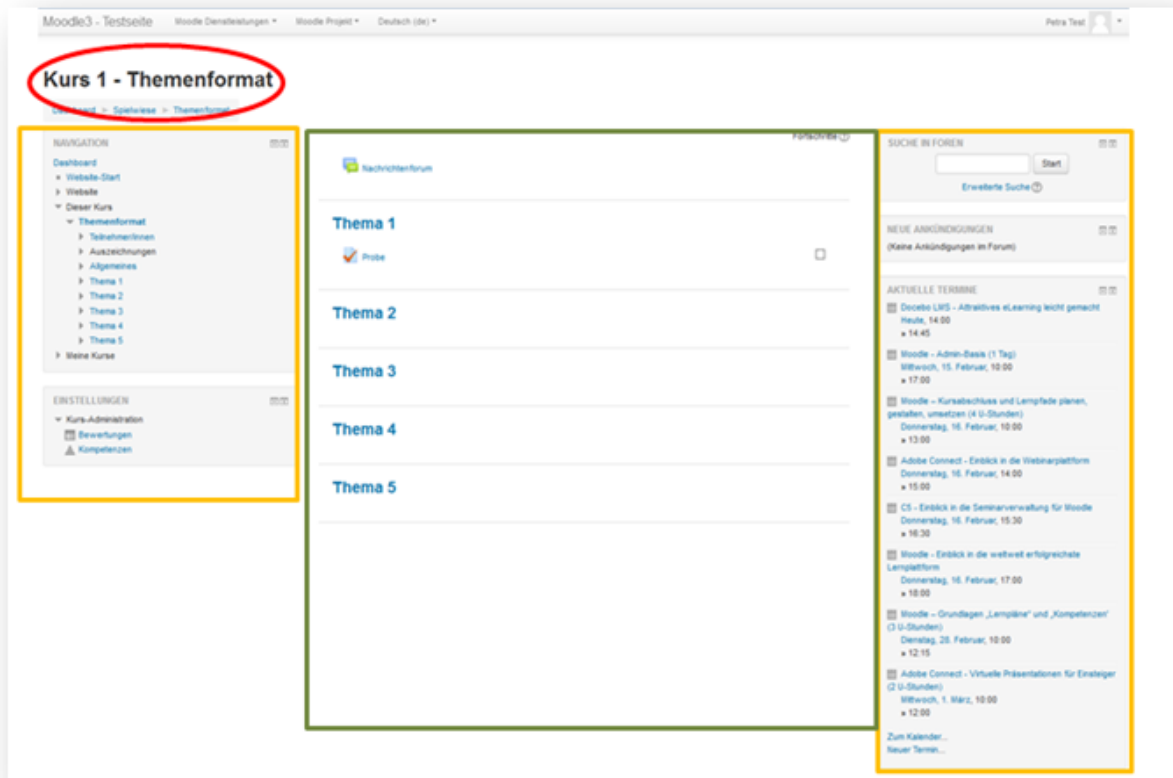 Moodle3 - Testseite Moodle Dienstleistungen Moodle Projekt Deutsch (de) Petra Test
Kurs 1 - Themenformat
Dashboard > Spielwiese > Themenformat
NAVIGATION
Dashboard
Website-Start
Website
Dieser Kurs
Themenformat
Teilnehmer/innen
Auszeichnungen
Allgemeines
Thema 1
Thema 2
Thema 3
Thema 4
Thema 5
Meine Kurse
EINSTELLUNGEN
Kurs-Administration
Bewertungen
Kompetenzen
Fortschritte
Nachrichtenforum
Thema 1
Probe
Thema 2
Thema 3
Thema 4
Thema 5
SUCHE IN FOREN
Start
Erweiterte Suche
NEUE ANKÜNDIGUNGEN
(Keine Ankündigungen im Forum)
AKTUELLE TERMINE
Docebo LMS - Attraktives eLearning leicht gemacht
Heute, 14:00
» 14:45
Moodle - Admin-Basis (1 Tag)
Mittwoch, 15. Februar, 10:00
» 17:00
Moodle – Kursabschluss und Lernpfade planen,
gestalten, umsetzen (4 U-Stunden)
Donnerstag, 16. Februar, 10:00
» 13:00
Adobe Connect - Einblick in die Webinarplattform
Donnerstag, 16. Februar, 14:00
» 15:00
C5 - Einblick in die Seminarverwaltung für Moodle
Donnerstag, 16. Februar, 15:30
» 16:30
Moodle - Einblick in die weltweit erfolgreichste
Lernplattform
Donnerstag, 16. Februar, 17:00
» 18:00
Moodle – Grundlagen „Lernpläne" und „Kompetenzen"
(3 U-Stunden)
Dienstag, 28. Februar, 10:00
» 12:15
Adobe Connect - Virtuelle Präsentationen für Einsteiger
(2 U-Stunden)
Mittwoch, 1. März, 10:00
» 12:00
Zum Kalender...
Neuer Termin...